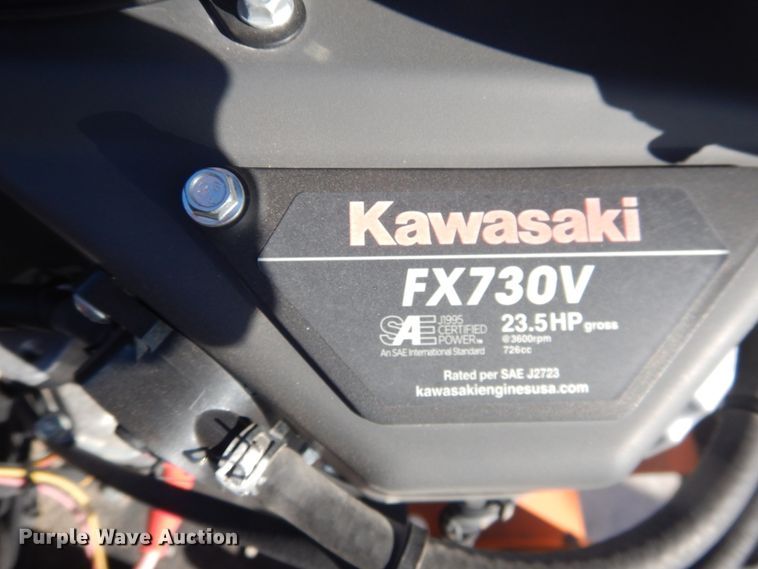 Kawasaki
FX730V
SAE J1995 CERTIFIED POWER™
23.5HP gross
@3600rpm
726cc
An SAE International Standard
Rated per SAE J2723
kawasakienginesusa.com
Purple Wave Auction